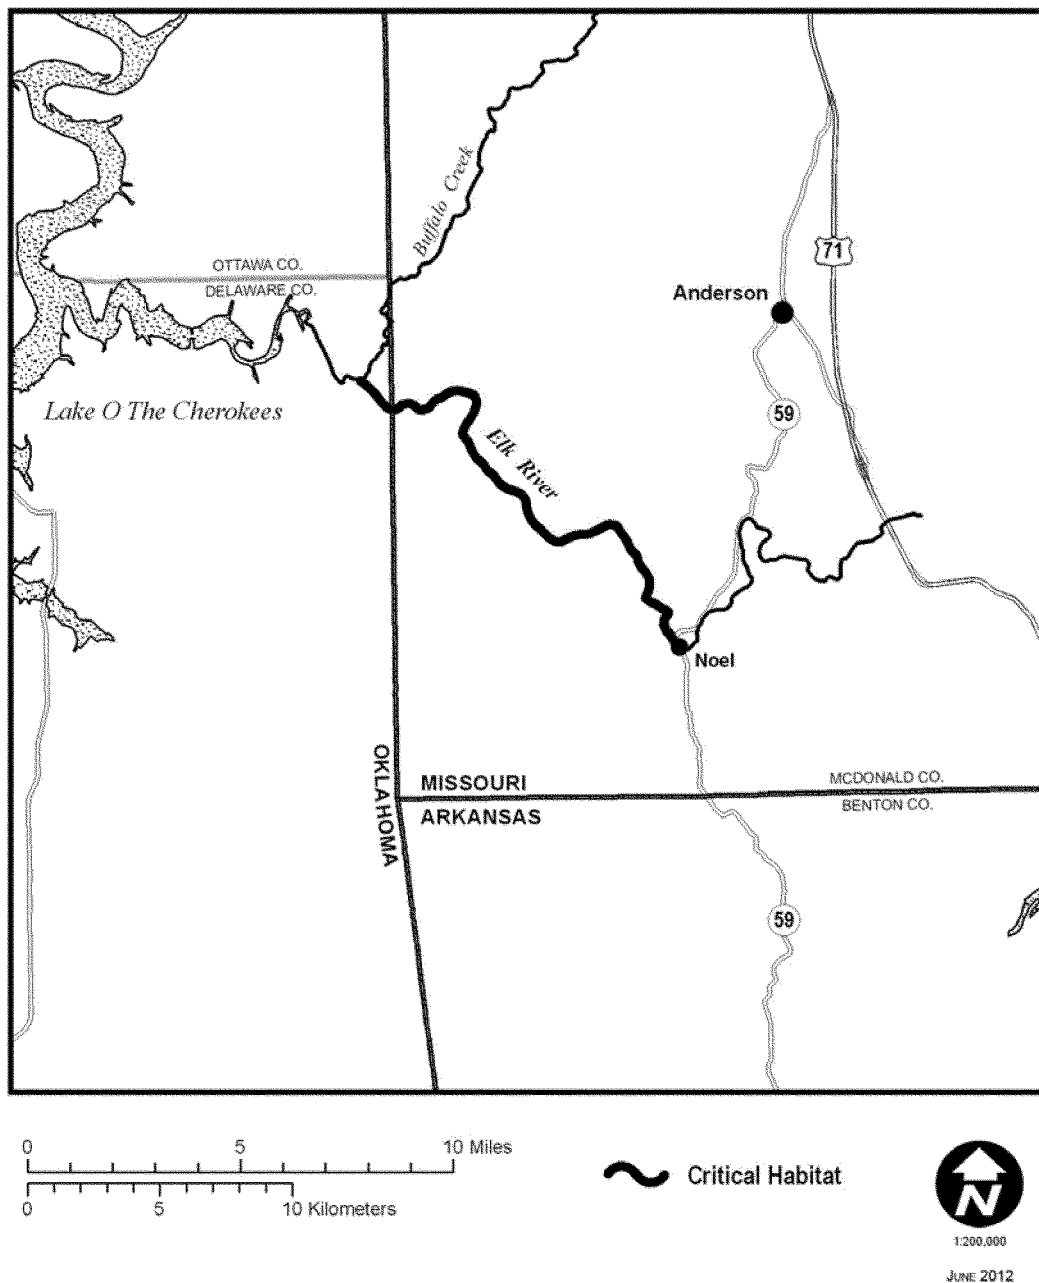 Buffalo Creek
OTTAWA CO.
DELAWARE CO.
71
Anderson
Lake O The Cherokees
59
Elk River
Noel
OKLAHOMA
MISSOURI
ARKANSAS
MCDONALD CO.
BENTON CO.
59
0 5 10 Miles
0 5 10 Kilometers
Critical Habitat
N
1:200,000
JUNE 2012